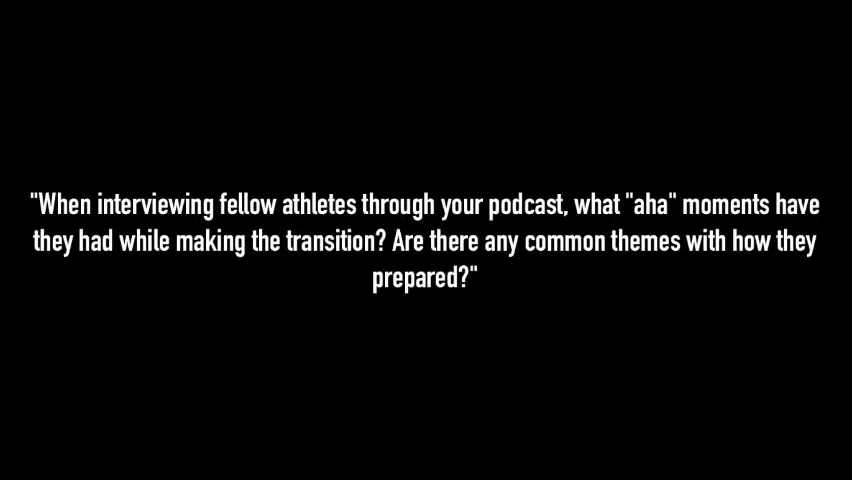 "When interviewing fellow athletes through your podcast, what "aha" moments have
they had while making the transition? Are there any common themes with how they
prepared?"